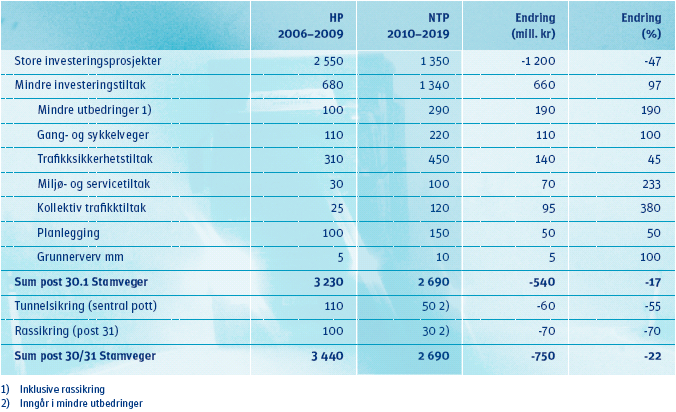 HP NTP Endring Endring
2006–2009 2010–2019 (mill. kr) (%)
Store investeringsprosjekter 2 550 1 350 -1 200 -47
Mindre investeringstiltak 680 1 340 660 97
Mindre utbedringer 1) 100 290 190 190
Gang- og sykkelveger 110 220 110 100
Trafikksikkerhetstiltak 310 450 140 45
Miljø- og servicetiltak 30 100 70 233
Kollektiv trafikktiltak 25 120 95 380
Planlegging 100 150 50 50
Grunnerverv mm 5 10 5 100
Sum post 30.1 Stamveger 3 230 2 690 -540 -17
Tunnelsikring (sentral pott) 110 50 2) -60 -55
Rassikring (post 31) 100 30 2) -70 -70
Sum post 30/31 Stamveger 3 440 2 690 -750 -22
1) Inklusive rassikring
2) Inngår i mindre utbedringer